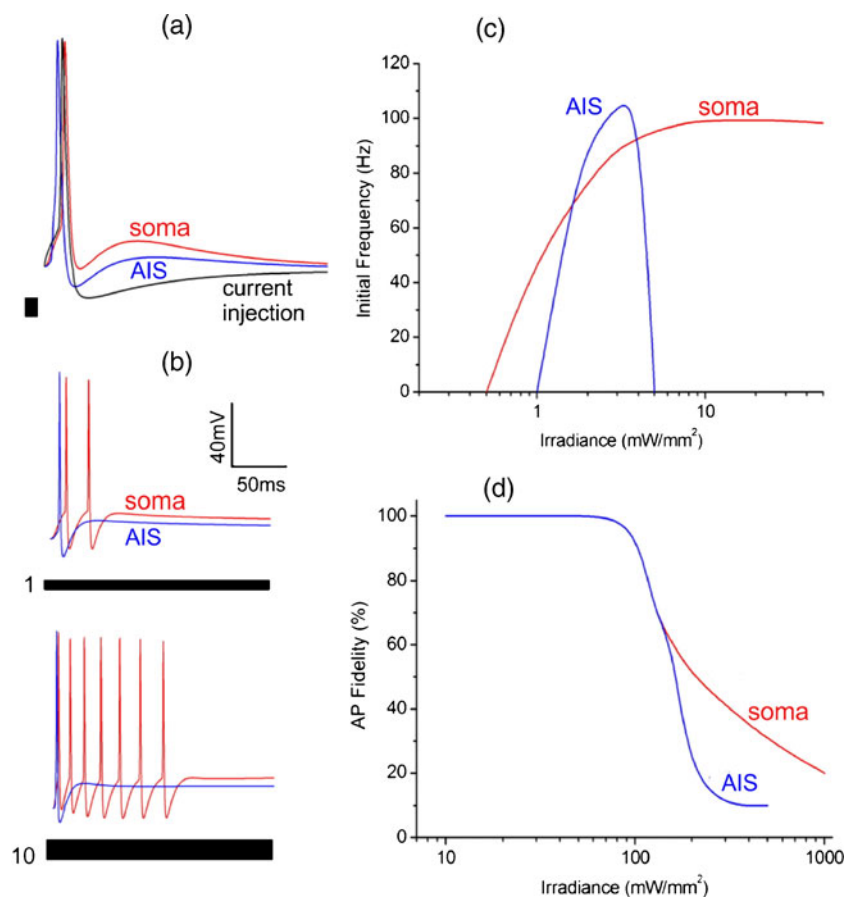 (a)
soma
AIS
current
injection
(b)
40mV
50ms
soma
AIS
1
10
(c)
Initial Frequency (Hz)
120
100
80
60
40
20
0
AIS
soma
1
10
Irradiance (mW/mm²)
(d)
AP Fidelity (%)
100
80
60
40
20
0
soma
AIS
10
100
1000
Irradiance (mW/mm²)